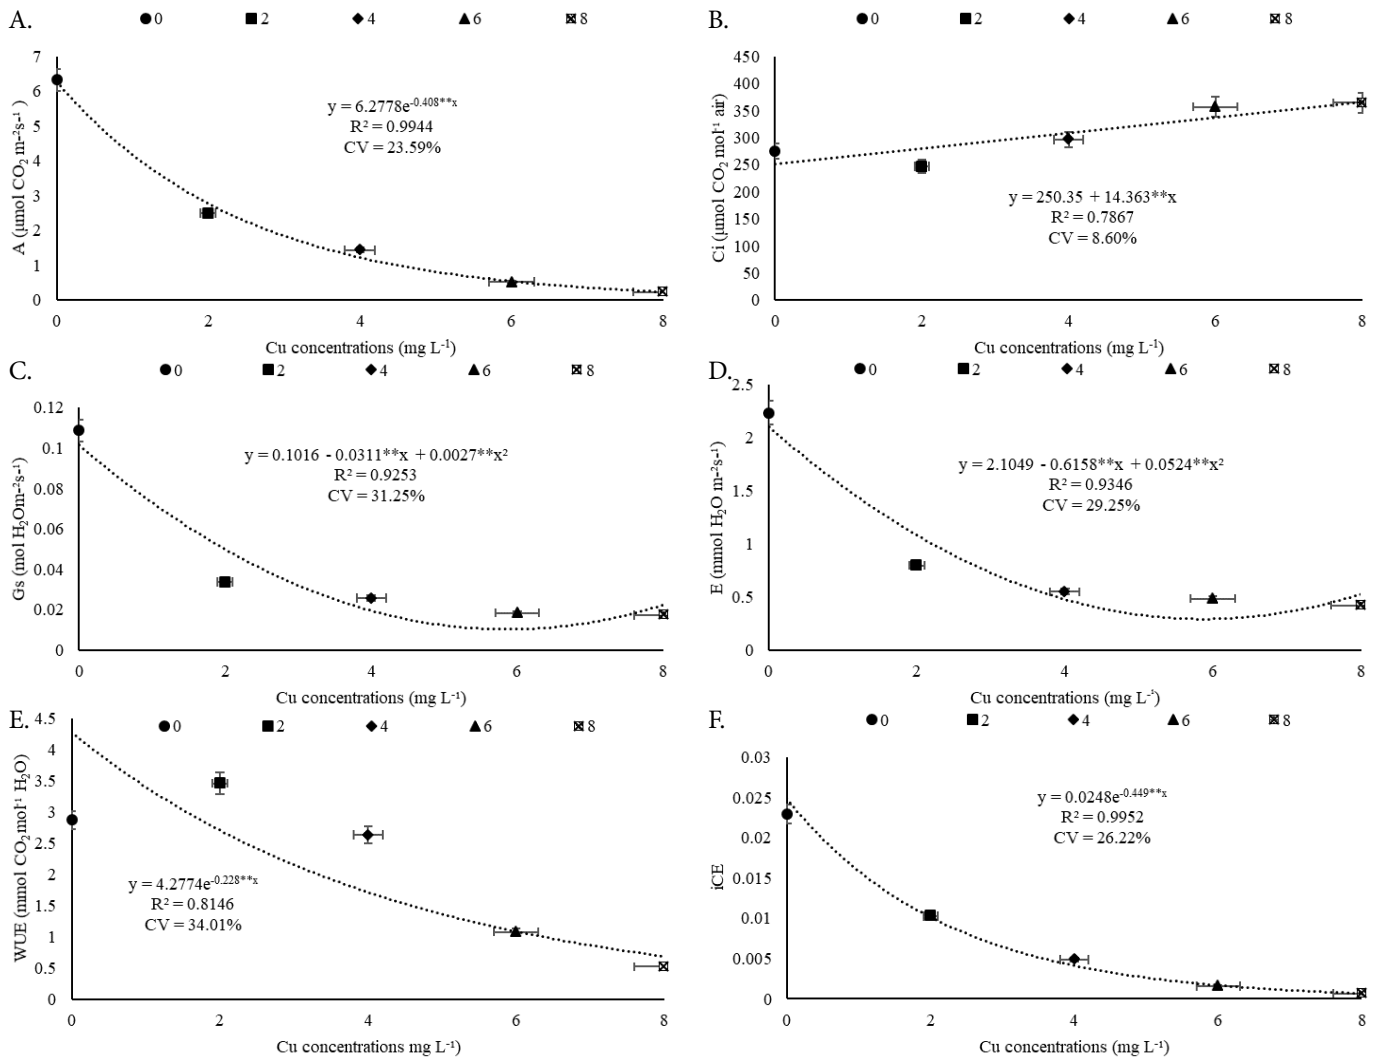 A.
0 2 4 6 8
7
6
5
4
3
2
1
0
A (µmol CO₂ m⁻²s⁻¹)
y = 6.2778e⁻⁰·⁴⁰⁸**ˣ
R² = 0.9944
CV = 23.59%
0 2 4 6 8
Cu concentrations (mg L⁻¹)
B.
0 2 4 6 8
450
400
350
300
250
200
150
100
50
0
Ci (µmol CO₂ mol⁻¹ air)
y = 250.35 + 14.363**x
R² = 0.7867
CV = 8.60%
0 2 4 6 8
Cu concentrations (mg L⁻¹)
C.
0 2 4 6 8
0.12
0.1
0.08
0.06
0.04
0.02
0
Gs (mol H₂Om⁻²s⁻¹)
y = 0.1016 - 0.0311**x + 0.0027**x²
R² = 0.9253
CV = 31.25%
0 2 4 6 8
Cu concentrations (mg L⁻¹)
D.
0 2 4 6 8
2.5
2
1.5
1
0.5
0
E (mmol H₂O m⁻²s⁻¹)
y = 2.1049 - 0.6158**x + 0.0524**x²
R² = 0.9346
CV = 29.25%
0 2 4 6 8
Cu concentrations (mg L⁻¹)
E.
0 2 4 6 8
4.5
4
3.5
3
2.5
2
1.5
1
0.5
0
WUE (mmol CO₂ mol⁻¹ H₂O)
y = 4.2774e⁻⁰·²²⁸**ˣ
R² = 0.8146
CV = 34.01%
0 2 4 6 8
Cu concentrations mg L⁻¹)
F.
0 2 4 6 8
0.03
0.025
0.02
0.015
0.01
0.005
0
iCE
y = 0.0248e⁻⁰·⁴⁴⁹**ˣ
R² = 0.9952
CV = 26.22%
0 2 4 6 8
Cu concentrations (mg L⁻¹)